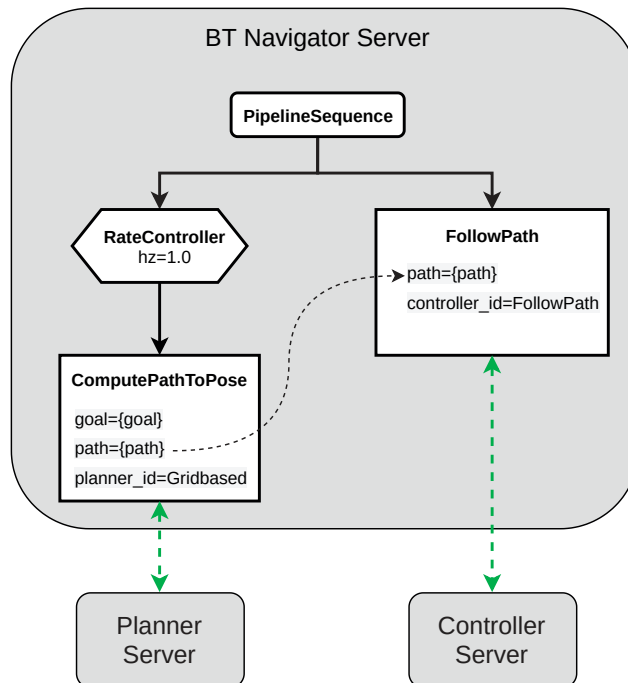 BT Navigator Server
PipelineSequence
RateController
hz=1.0
FollowPath
path={path}
controller_id=FollowPath
ComputePathToPose
goal={goal}
path={path}
planner_id=Gridbased
Planner
Server
Controller
Server